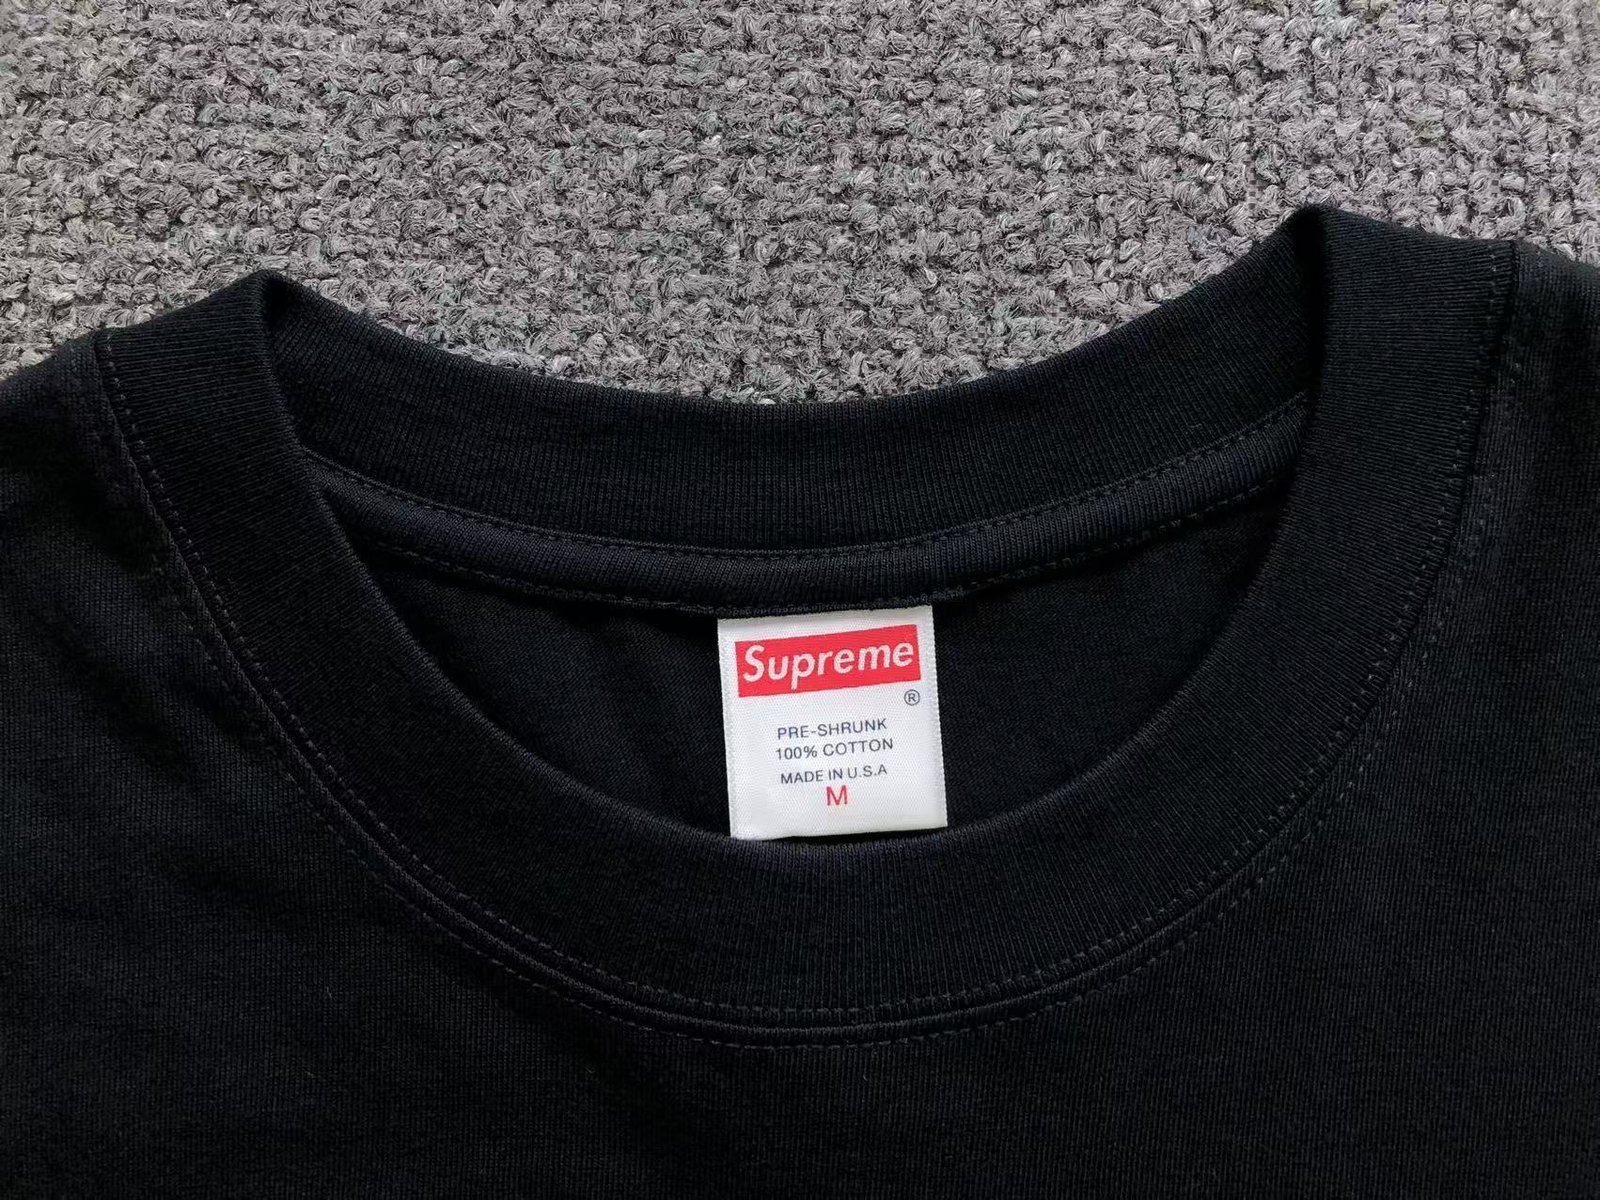 Supreme
®
PRE-SHRUNK
100% COTTON
MADE IN U.S.A
M